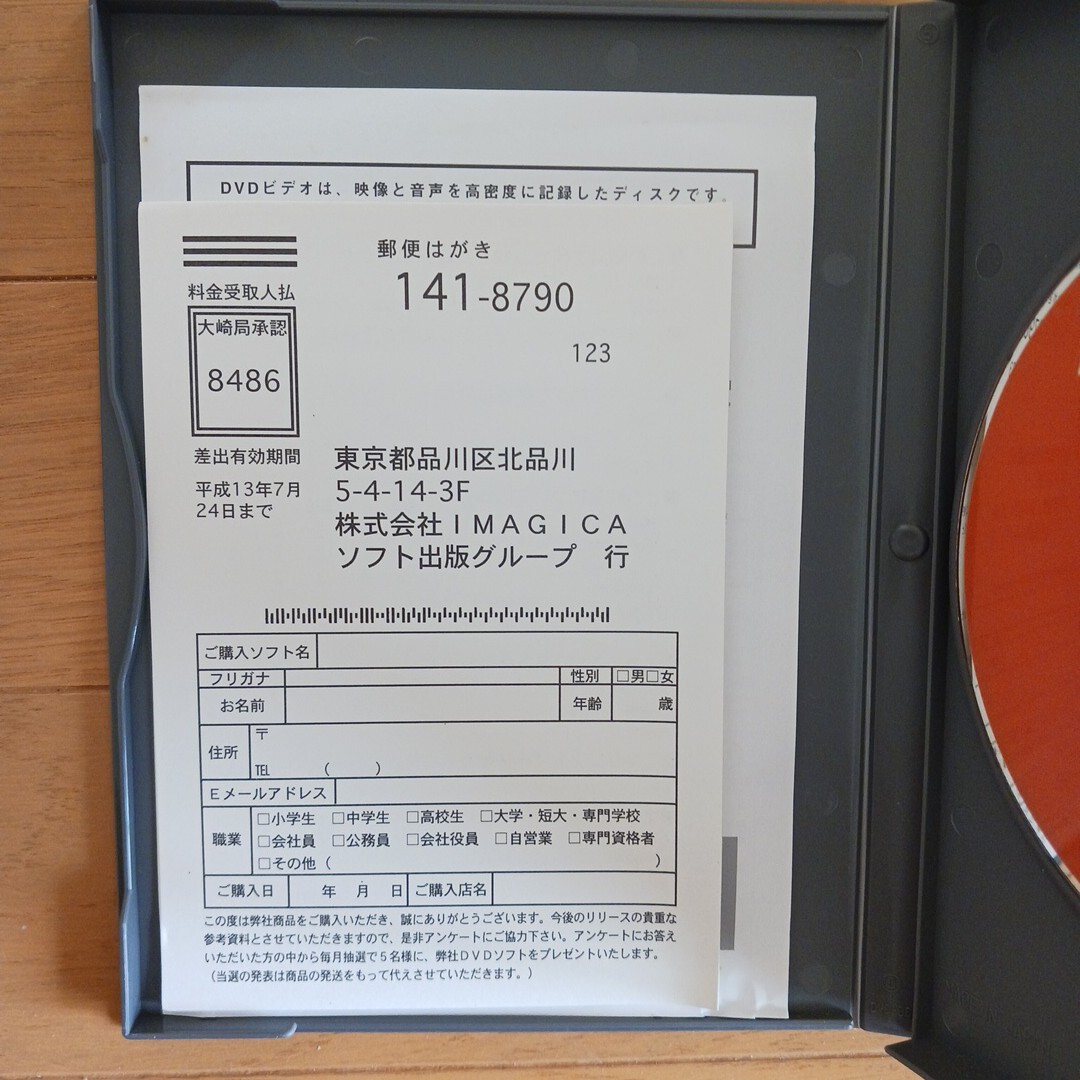 DVDビデオは、映像と音声を高密度に記録したディスクです。
郵便はがき
141-8790
123
料金受取人払
大崎局承認
8486
差出有効期間
平成13年7月
24日まで
東京都品川区北品川
5-4-14-3F
株式会社ＩＭＡＧＩＣＡ
ソフト出版グループ　行
ご購入ソフト名
フリガナ 性別 □男□女
お名前 年齢 歳
住所 〒
TEL （　　）
Ｅメールアドレス
職業 □小学生 □中学生 □高校生 □大学・短大・専門学校
□会社員 □公務員 □会社役員 □自営業 □専門資格者
□その他（　　）
ご購入日 年 月 日 ご購入店名
この度は弊社商品をご購入いただき、誠にありがとうございます。今後のリリースの貴重な
参考資料とさせていただきますので、是非アンケートにご協力下さい。アンケートにお答え
いただいた方の中から毎月抽選で５名様に、弊社ＤＶＤソフトをプレゼントいたします。
（当選の発表は商品の発送をもって代えさせていただきます。）